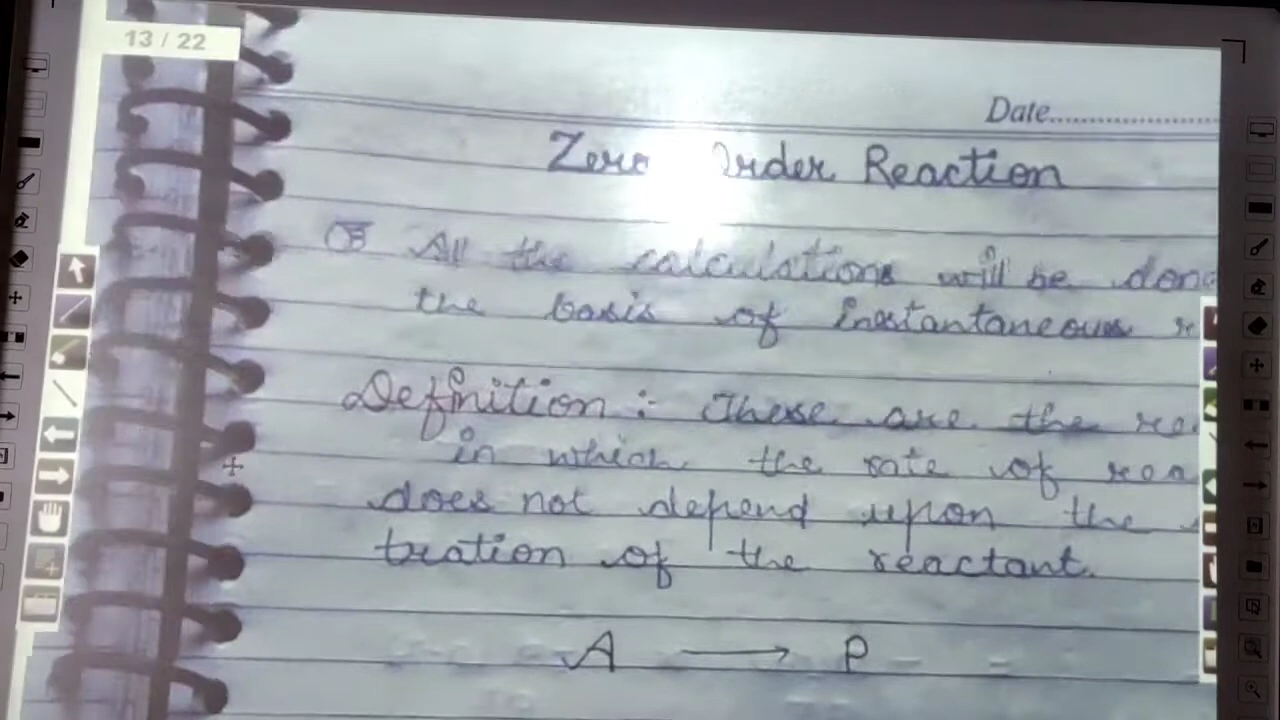 13 / 22
Date....................
Zero Order Reaction
All the calculations will be
the basis of instantaneous
Definition : These are the
in which the rate of
does not depend upon the
tration of the reactant.
A → P